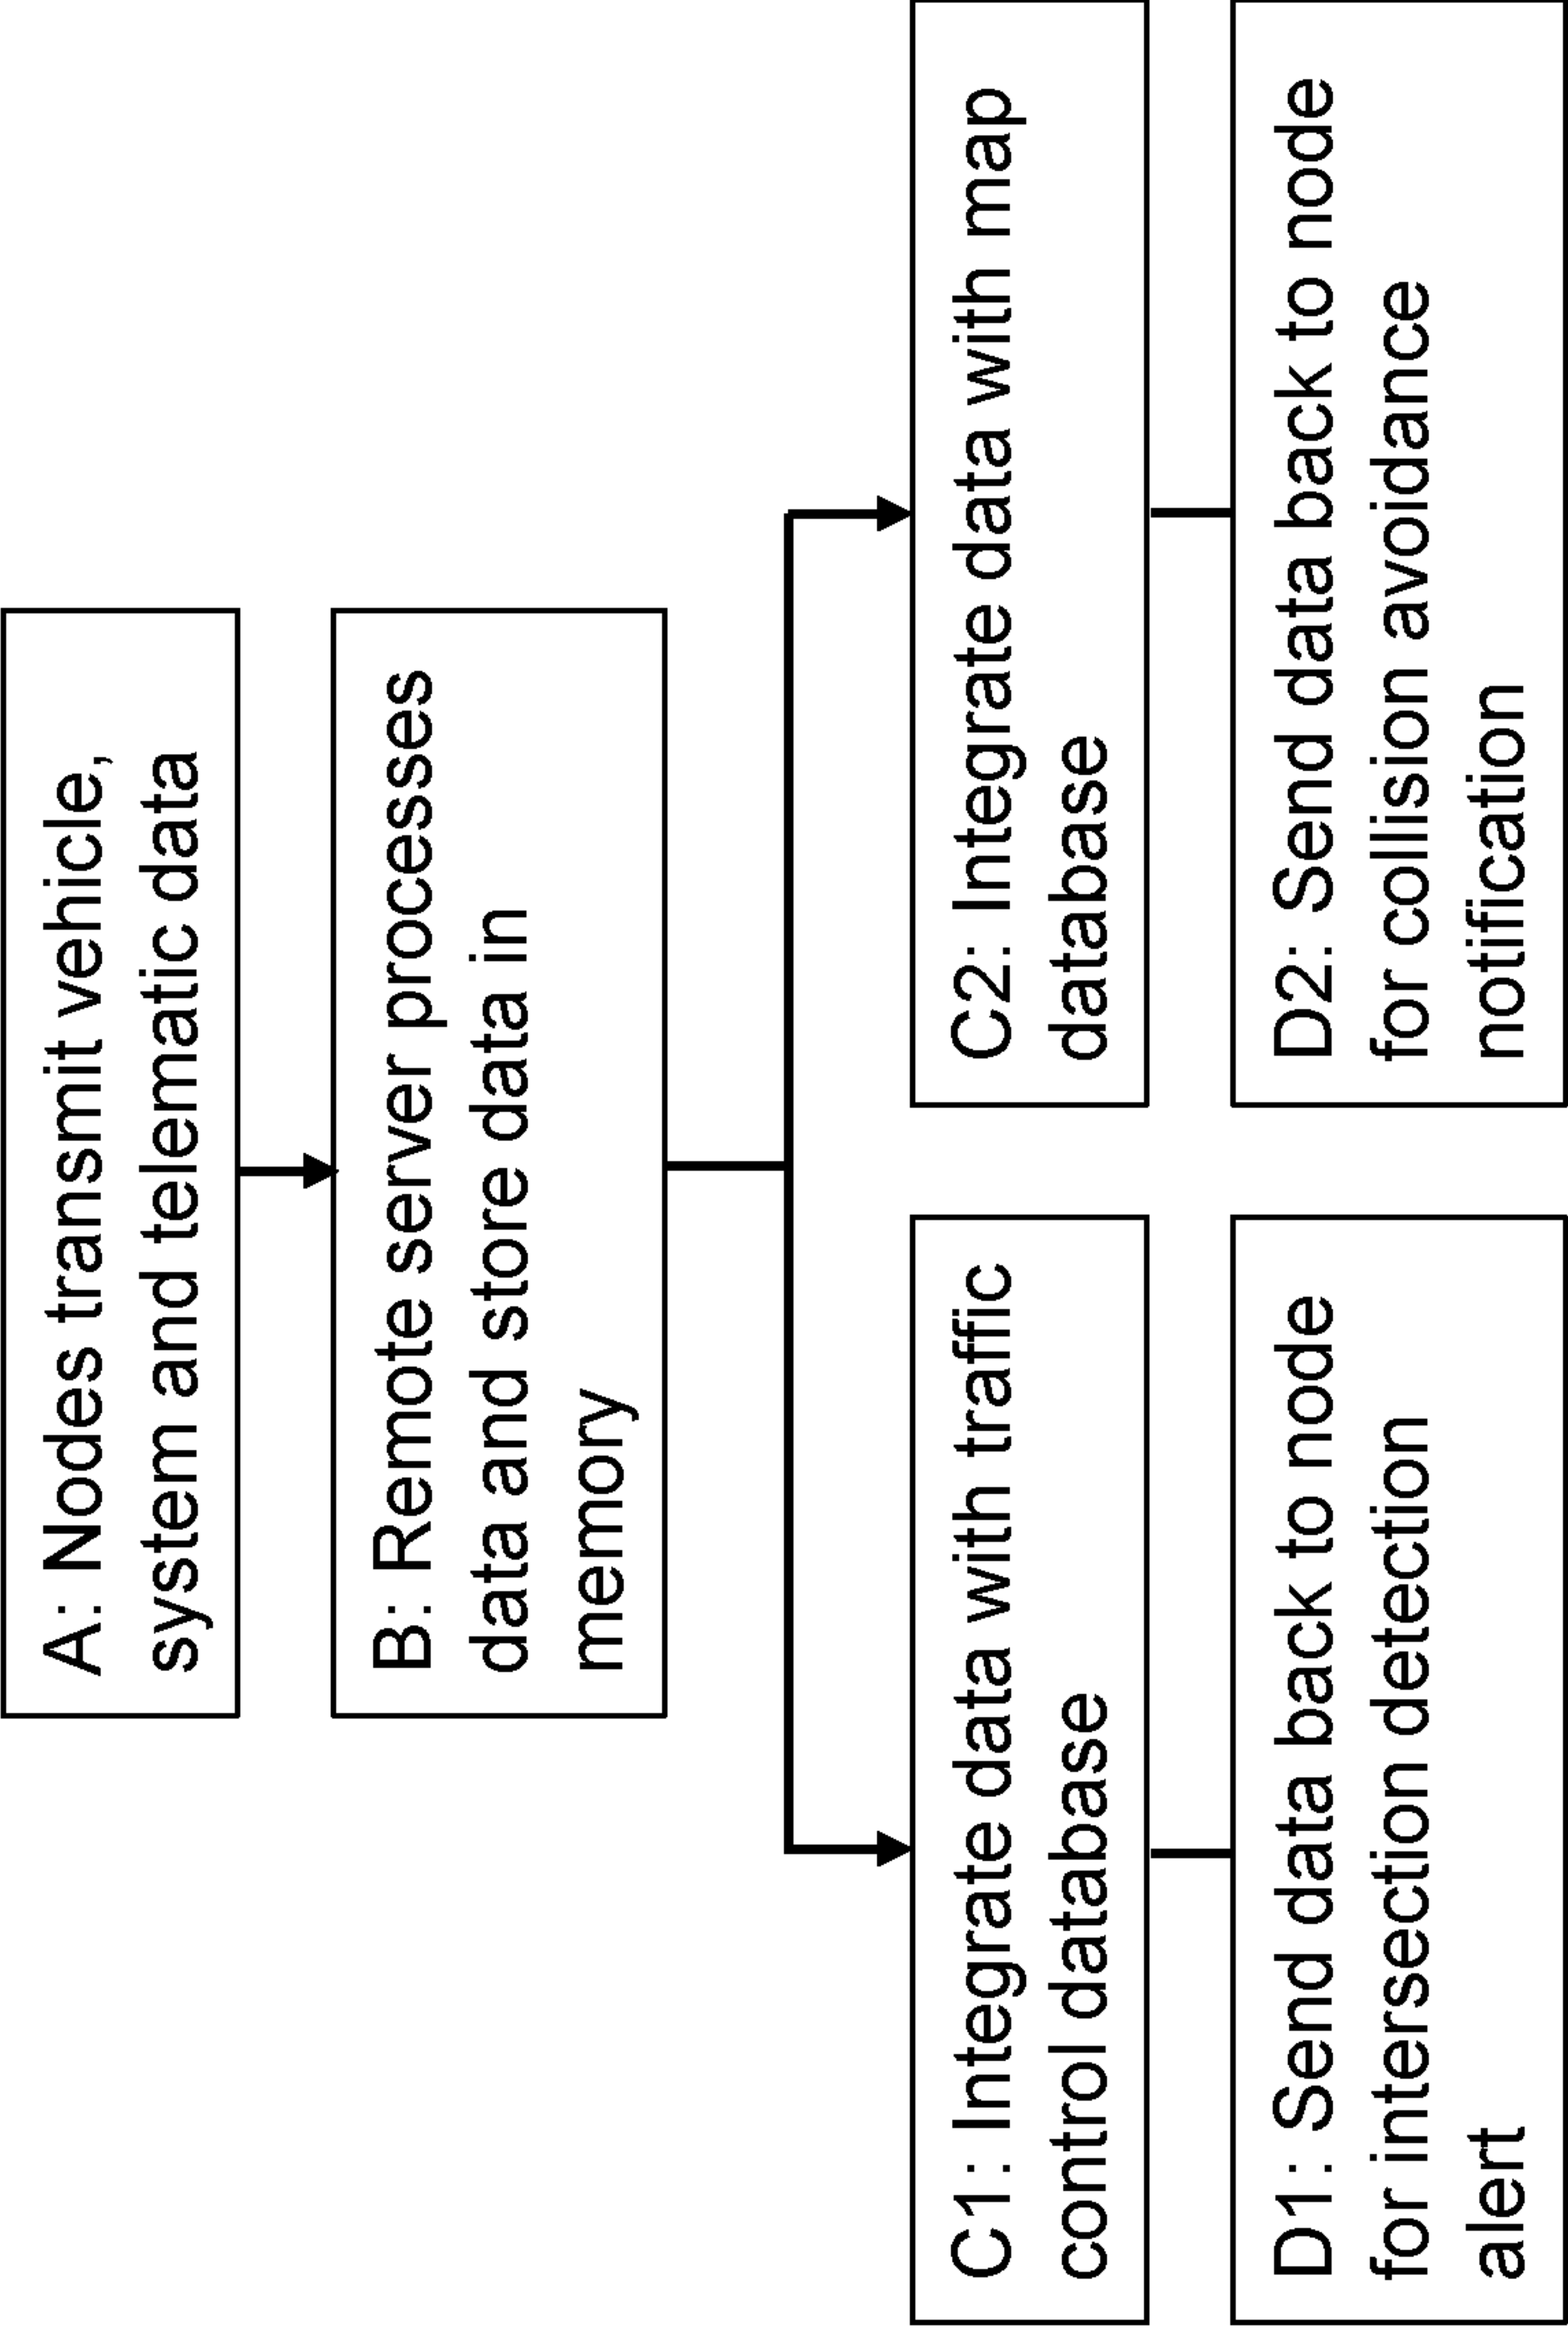 A: Nodes transmit vehicle,
system and telematic data
B: Remote server processes
data and store data in
memory
C1: Integrate data with traffic
control database
C2: Integrate data with map
database
D1: Send data back to node
for intersection detection
alert
D2: Send data back to node
for collision avoidance
notification